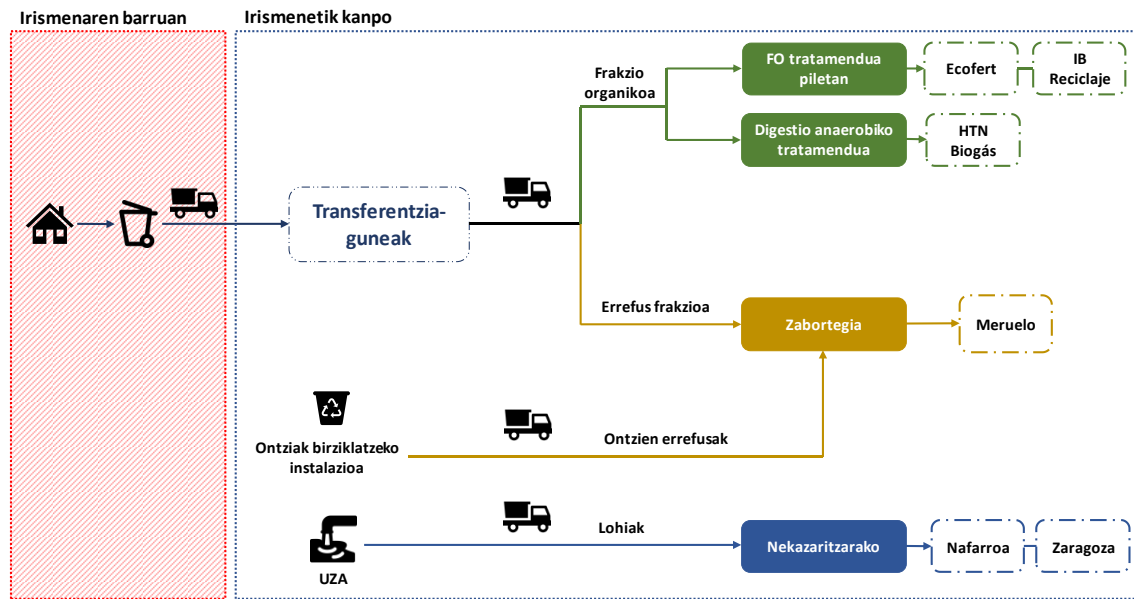 Irismenaren barruan
Irismenetik kanpo
Frakzio
organikoa
FO tratamendua
piletan
Ecofert
IB
Reciclaje
Digestio anaerobiko
tratamendua
HTN
Biogás
Transferentzia-
guneak
Errefus frakzioa
Zabortegia
Meruelo
Ontziak birziklatzeko
instalazioa
Ontzien errefusak
UZA
Lohiak
Nekazaritzarako
Nafarroa
Zaragoza